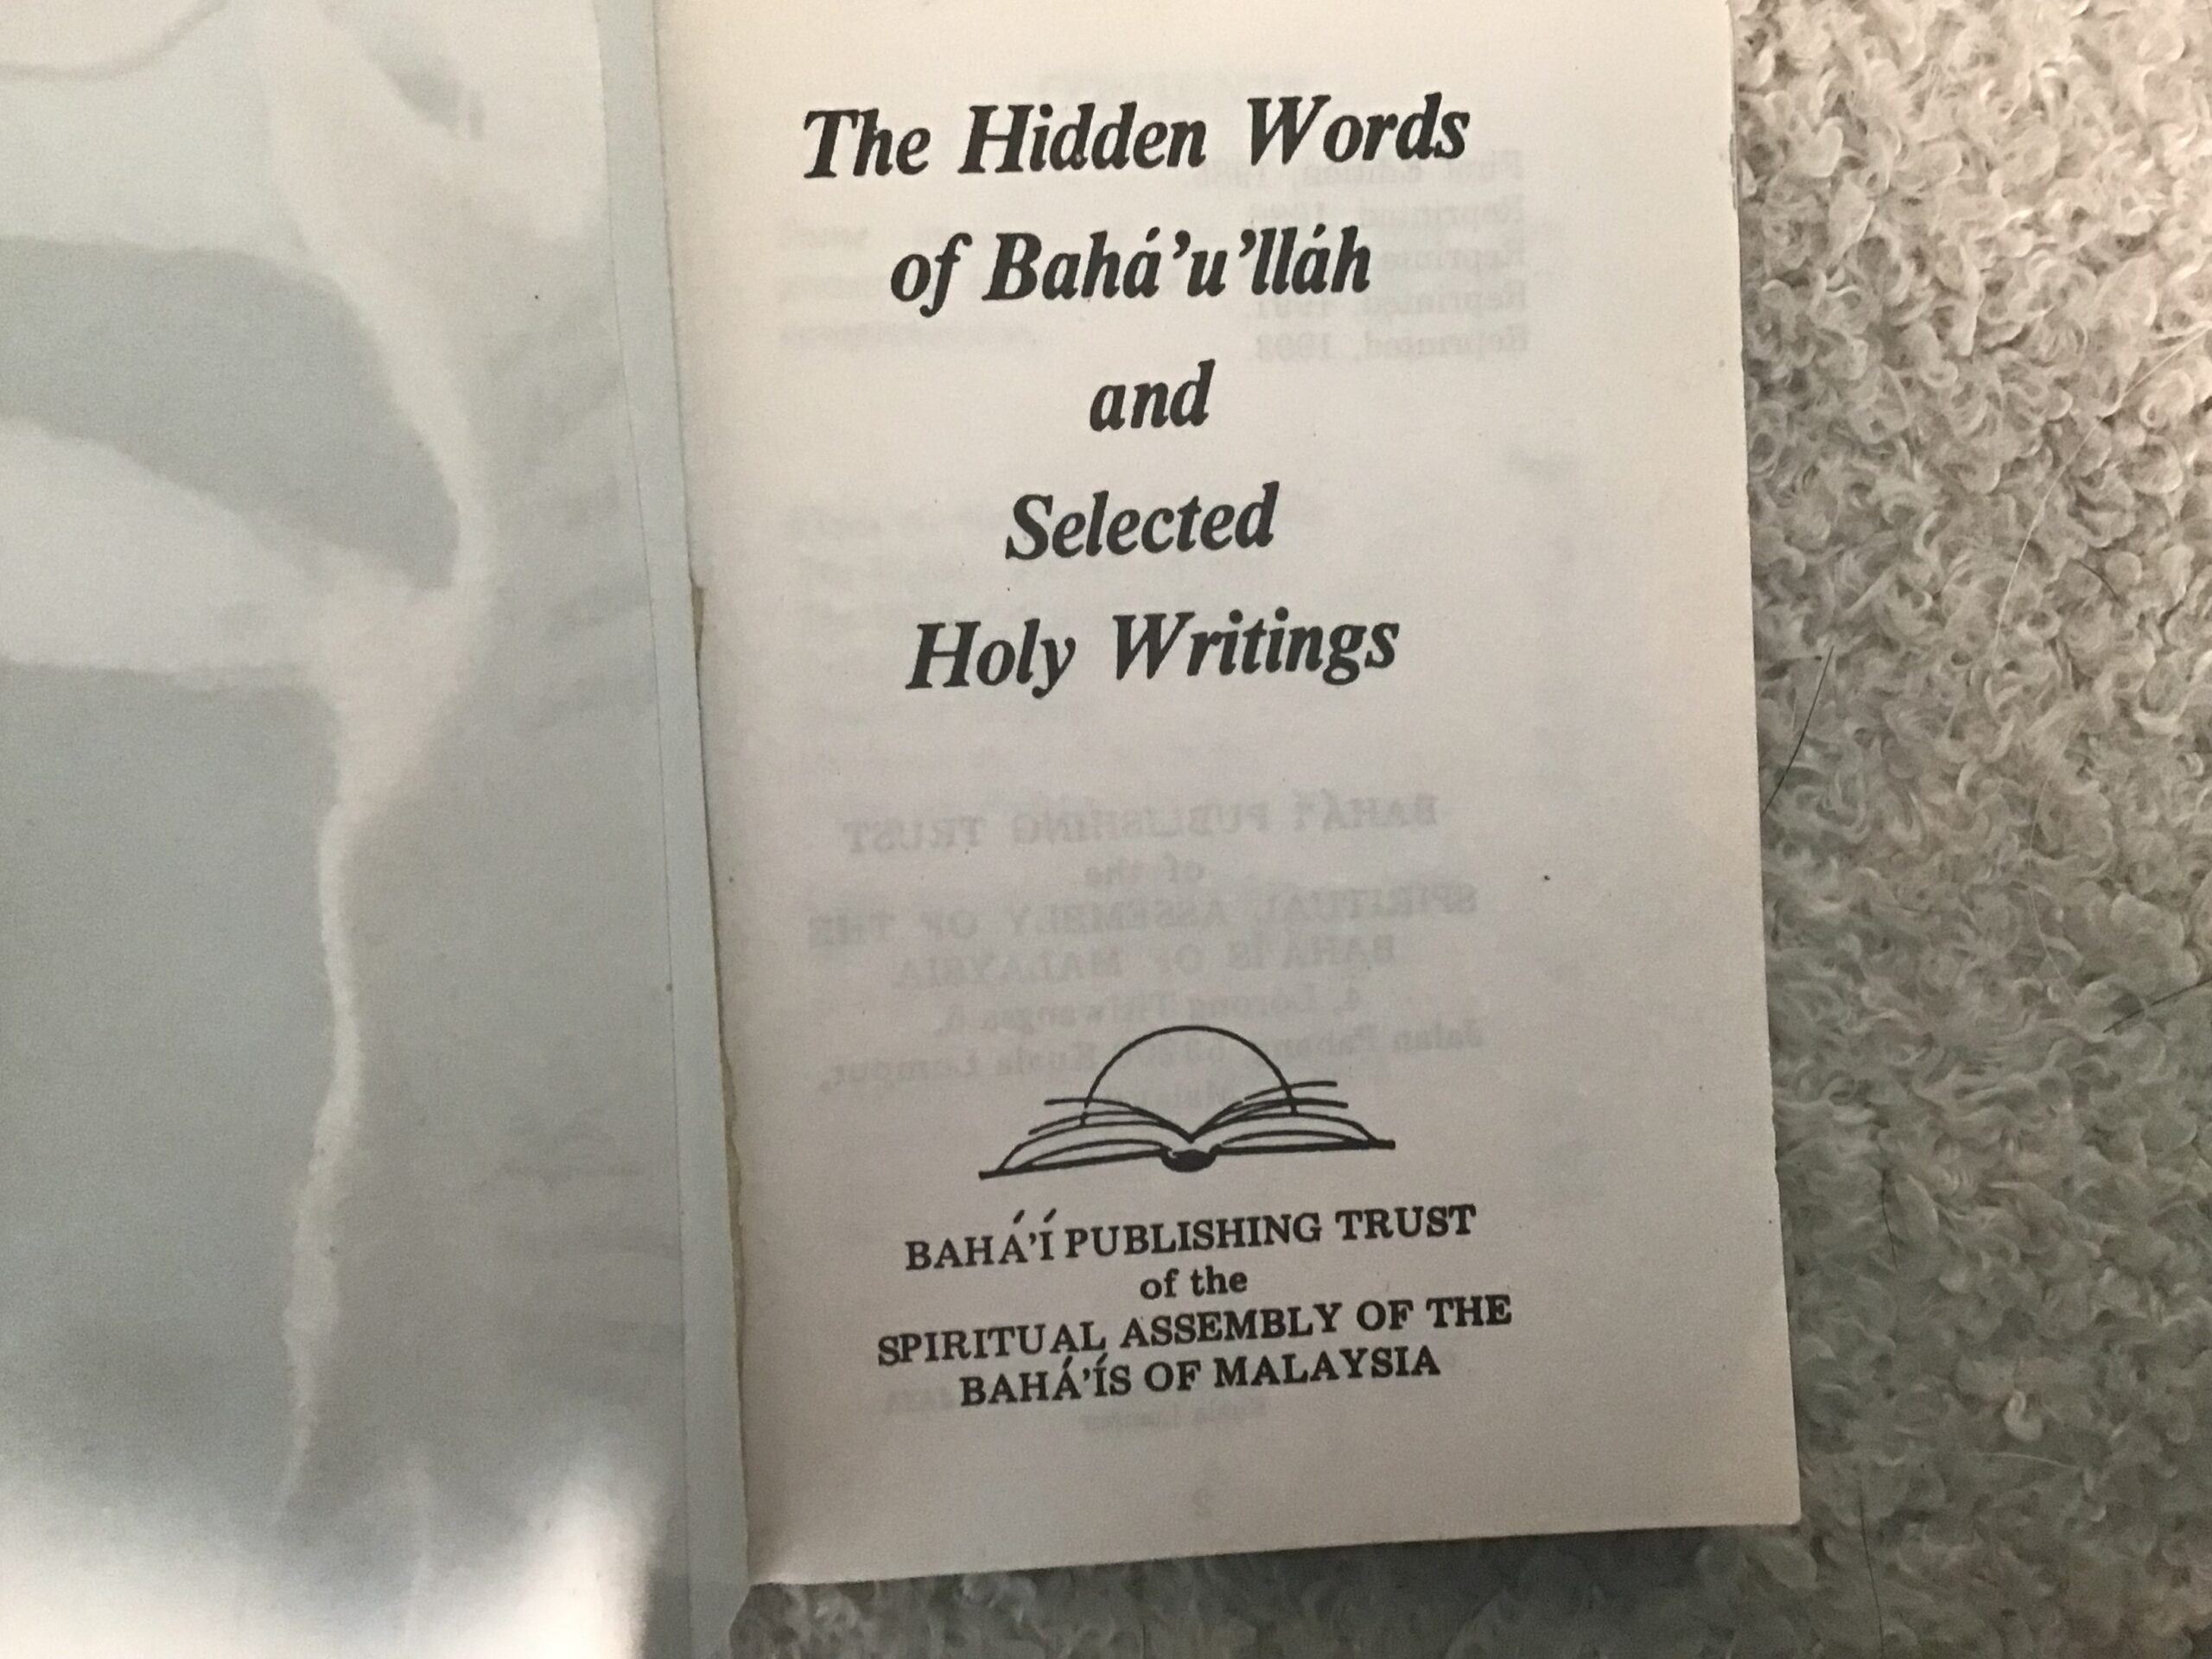 The Hidden Words
of Bahá'u'lláh
and
Selected
Holy Writings
BAHÁ'Í PUBLISHING TRUST
of the
SPIRITUAL ASSEMBLY OF THE
BAHÁ'ÍS OF MALAYSIA